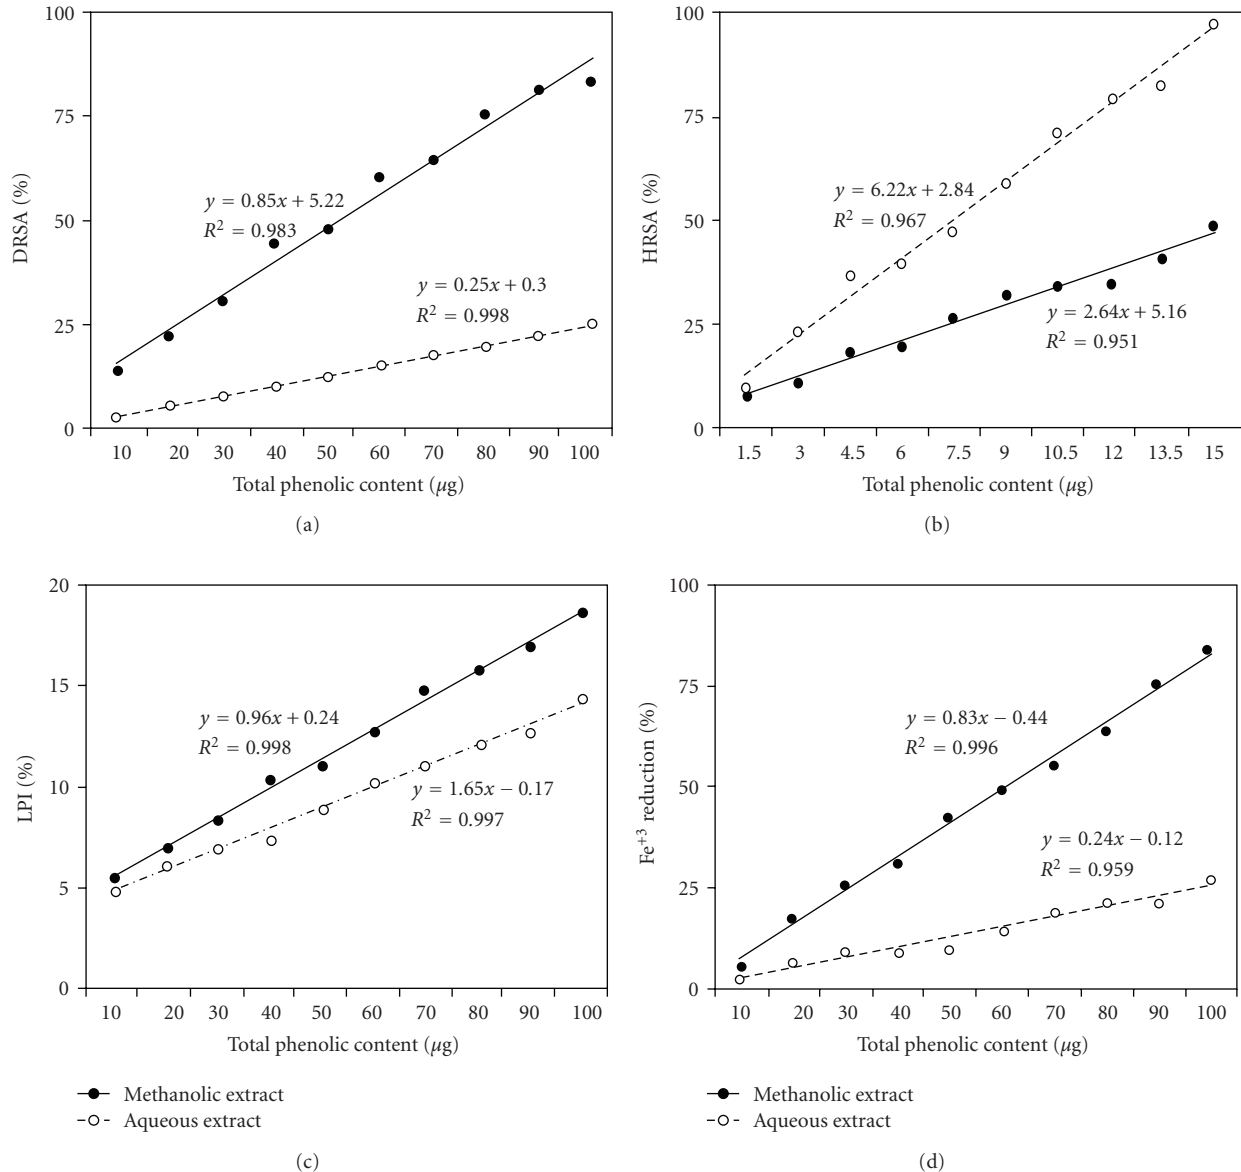 100
75
50
25
0
DRSA (%)
y = 0.85x + 5.22
R² = 0.983
y = 0.25x + 0.3
R² = 0.998
10 20 30 40 50 60 70 80 90 100
Total phenolic content (μg)
(a)
100
75
50
25
0
HRSA (%)
y = 6.22x + 2.84
R² = 0.967
y = 2.64x + 5.16
R² = 0.951
1.5 3 4.5 6 7.5 9 10.5 12 13.5 15
Total phenolic content (μg)
(b)
20
15
10
5
0
LPI (%)
y = 0.96x + 0.24
R² = 0.998
y = 1.65x − 0.17
R² = 0.997
10 20 30 40 50 60 70 80 90 100
Total phenolic content (μg)
Methanolic extract
Aqueous extract
(c)
100
75
50
25
0
Fe⁺³ reduction (%)
y = 0.83x − 0.44
R² = 0.996
y = 0.24x − 0.12
R² = 0.959
10 20 30 40 50 60 70 80 90 100
Total phenolic content (μg)
Methanolic extract
Aqueous extract
(d)